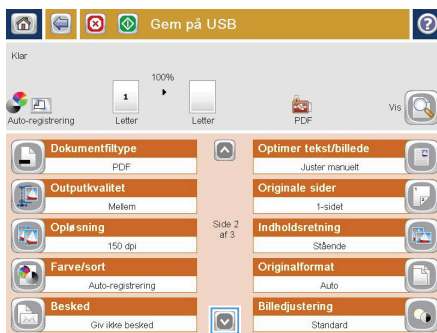 Gem på USB
Klar
100%
1
Auto-registrering
Letter
Letter
PDF
Vis
Dokumentfiltype
PDF
Outputkvalitet
Mellem
Opløsning
150 dpi
Farve/sort
Auto-registrering
Besked
Giv ikke besked
Side 2
af 3
Optimer tekst/billede
Juster manuelt
Originale sider
1-sidet
Indholdsretning
Stående
Originalformat
Auto
Billedjustering
Standard